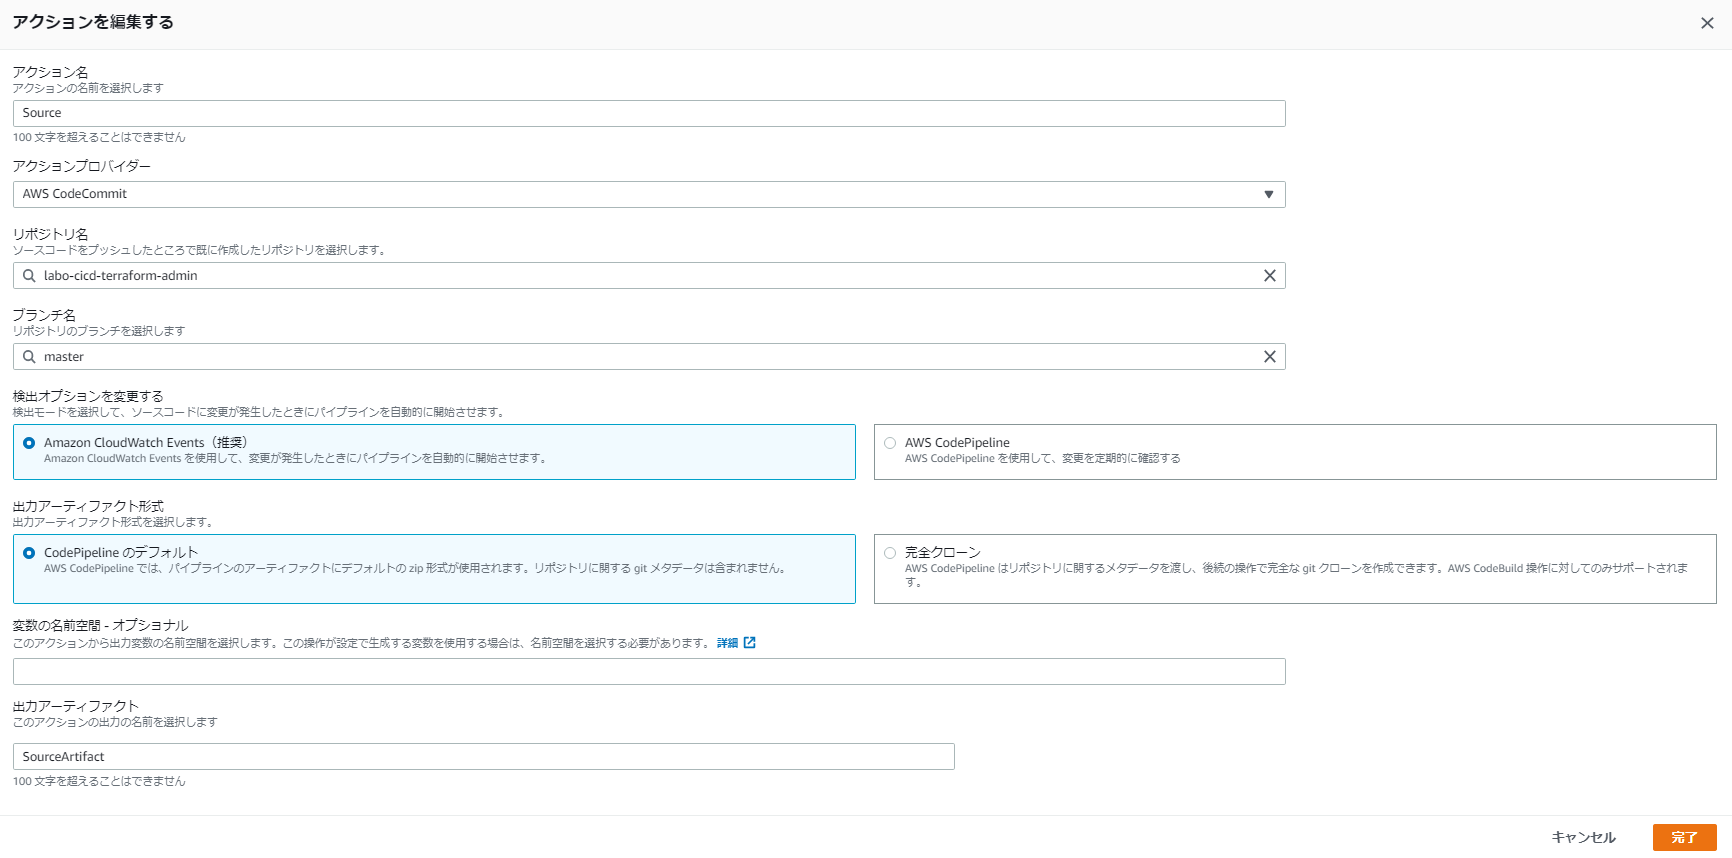 アクションを編集する
アクション名
アクションの名前を選択します
Source
100 文字を超えることはできません
アクションプロバイダー
AWS CodeCommit
リポジトリ名
ソースコードをプッシュしたところで既に作成したリポジトリを選択します。
labo-cicd-terraform-admin
ブランチ名
リポジトリのブランチを選択します
master
検出オプションを変更する
検出モードを選択して、ソースコードに変更が発生したときにパイプラインを自動的に開始させます。
Amazon CloudWatch Events（推奨）
Amazon CloudWatch Events を使用して、変更が発生したときにパイプラインを自動的に開始させます。
AWS CodePipeline
AWS CodePipeline を使用して、変更を定期的に確認する
出力アーティファクト形式
出力アーティファクト形式を選択します。
CodePipeline のデフォルト
AWS CodePipeline では、パイプラインのアーティファクトにデフォルトの zip 形式が使用されます。リポジトリに関する git メタデータは含まれません。
完全クローン
AWS CodePipeline はリポジトリに関するメタデータを渡し、後続の操作で完全な git クローンを作成できます。AWS CodeBuild 操作に対してのみサポートされま
す。
変数の名前空間 - オプショナル
このアクションから出力変数の名前空間を選択します。この操作が設定で生成する変数を使用する場合は、名前空間を選択する必要があります。 詳細
出力アーティファクト
このアクションの出力の名前を選択します
SourceArtifact
100 文字を超えることはできません
キャンセル
完了